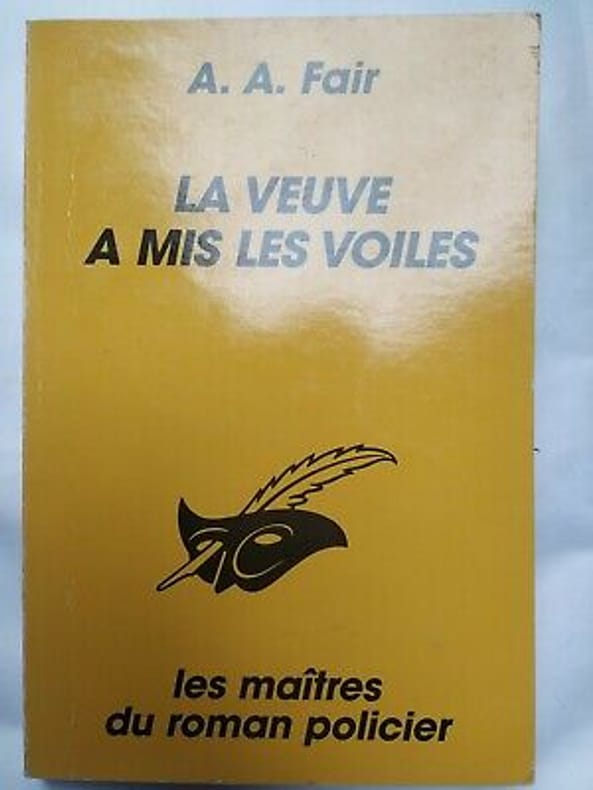 A. A. Fair
LA VEUVE
A MIS LES VOILES
les maîtres
du roman policier